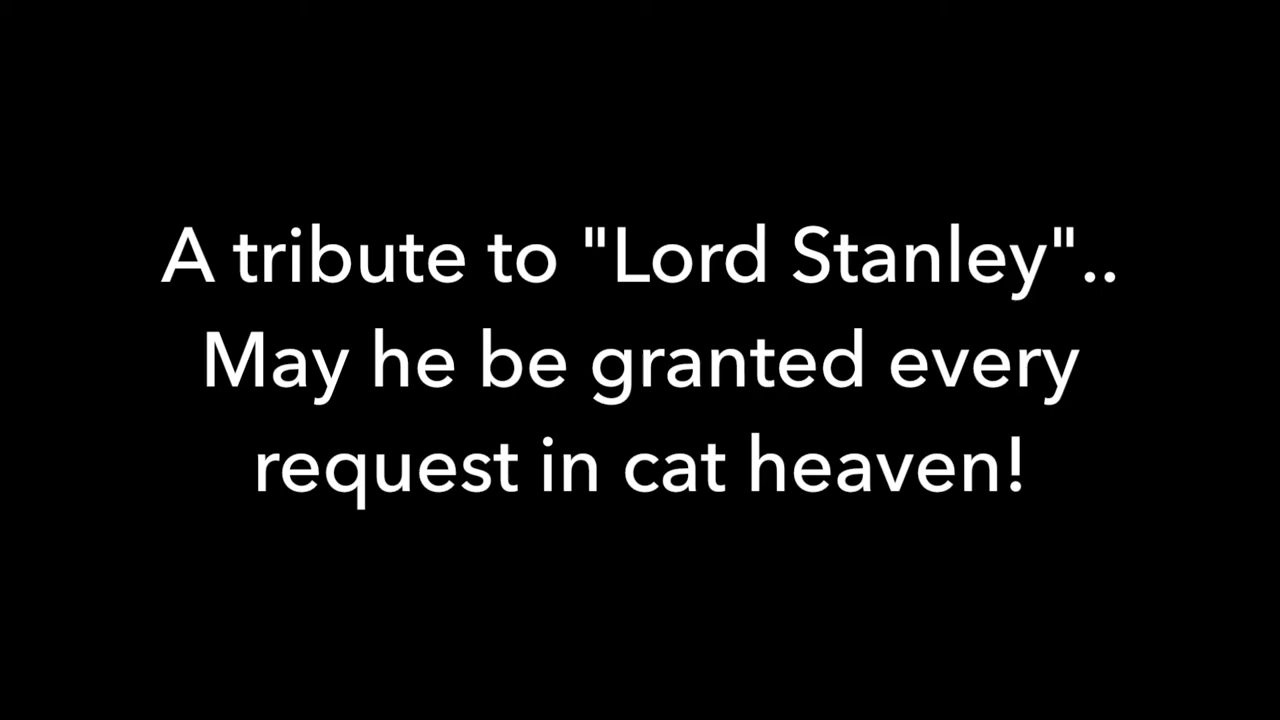 A tribute to "Lord Stanley"..
May he be granted every
request in cat heaven!